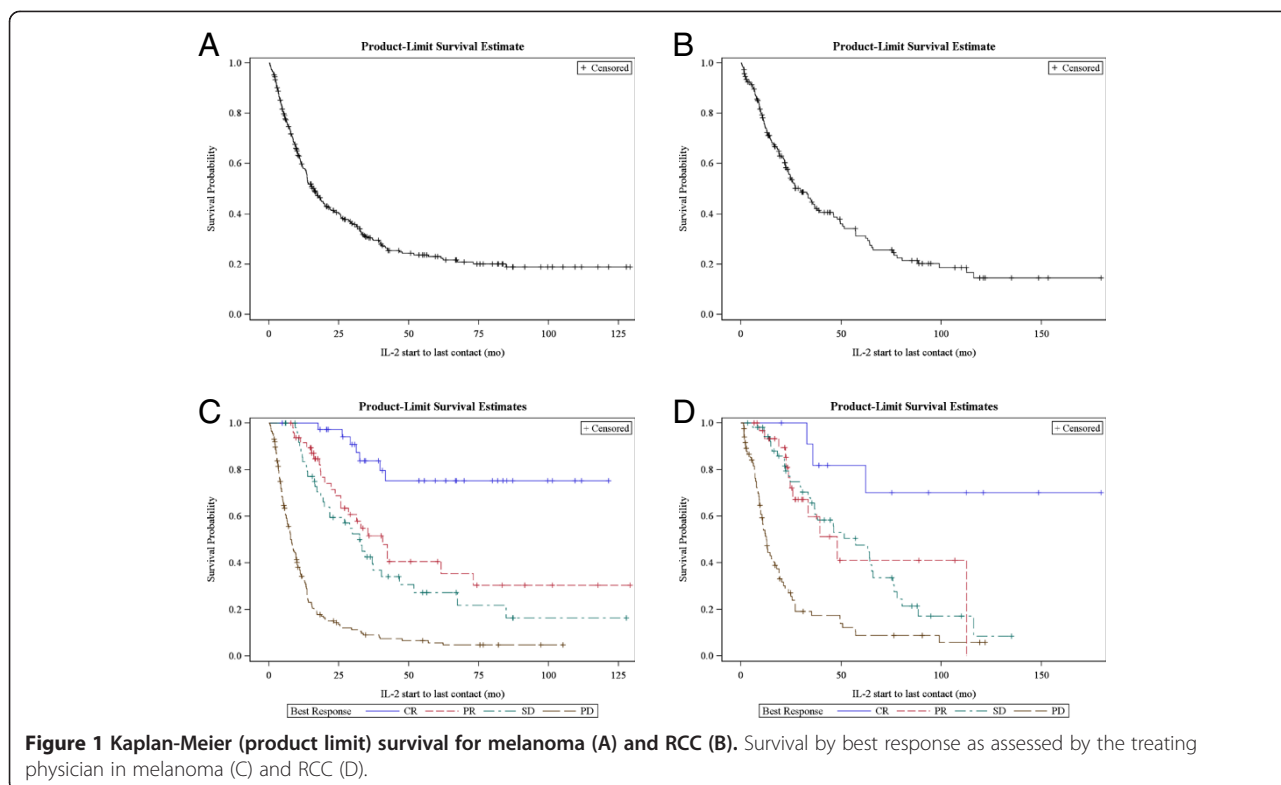 A
Product-Limit Survival Estimate
+ Censored
1.0
0.8
0.6
0.4
0.2
0.0
Survival Probability
0 25 50 75 100 125
IL-2 start to last contact (mo)
B
Product-Limit Survival Estimate
+ Censored
1.0
0.8
0.6
0.4
0.2
0.0
Survival Probability
0 50 100 150
IL-2 start to last contact (mo)
C
Product-Limit Survival Estimates
+ Censored
1.0
0.8
0.6
0.4
0.2
0.0
Survival Probability
0 25 50 75 100 125
IL-2 start to last contact (mo)
Best Response CR PR SD PD
D
Product-Limit Survival Estimates
+ Censored
1.0
0.8
0.6
0.4
0.2
0.0
Survival Probability
0 50 100 150
IL-2 start to last contact (mo)
Best Response CR PR SD PD
Figure 1 Kaplan-Meier (product limit) survival for melanoma (A) and RCC (B). Survival by best response as assessed by the treating
physician in melanoma (C) and RCC (D).